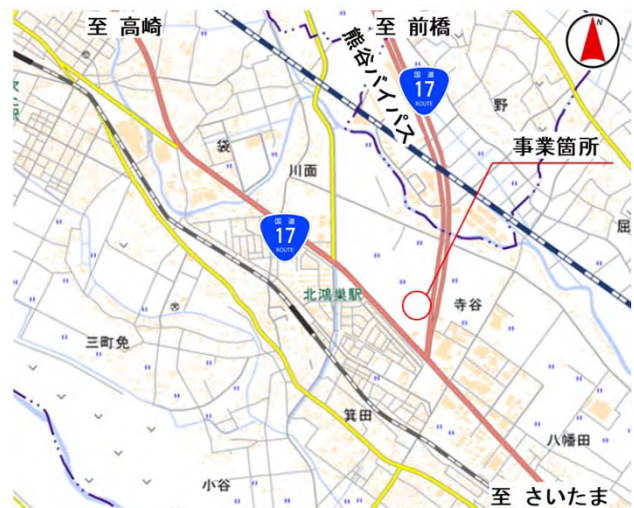 至 高崎
至 前橋
N
熊谷バイパス
国道
17
ROUTE
野
事業箇所
袋
川面
国道
17
ROUTE
屈
北鴻巣駅
寺谷
三町免
箕田
八幡田
小谷
至 さいたま